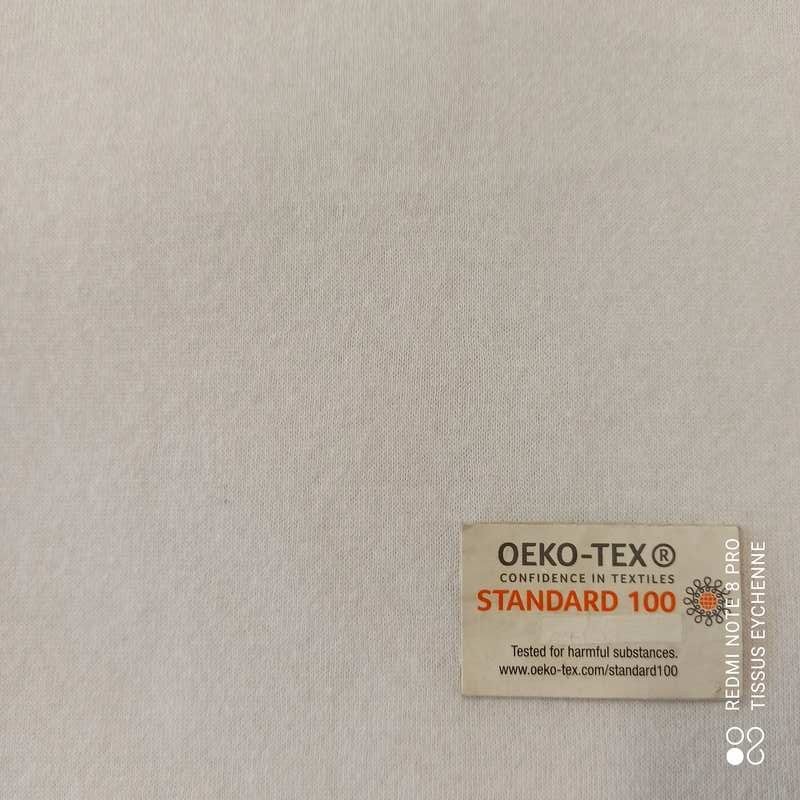 OEKO-TEX®
CONFIDENCE IN TEXTILES
STANDARD 100
Tested for harmful substances.
www.oeko-tex.com/standard100
REDMI NOTE 8 PRO
TISSUS EYCHENNE